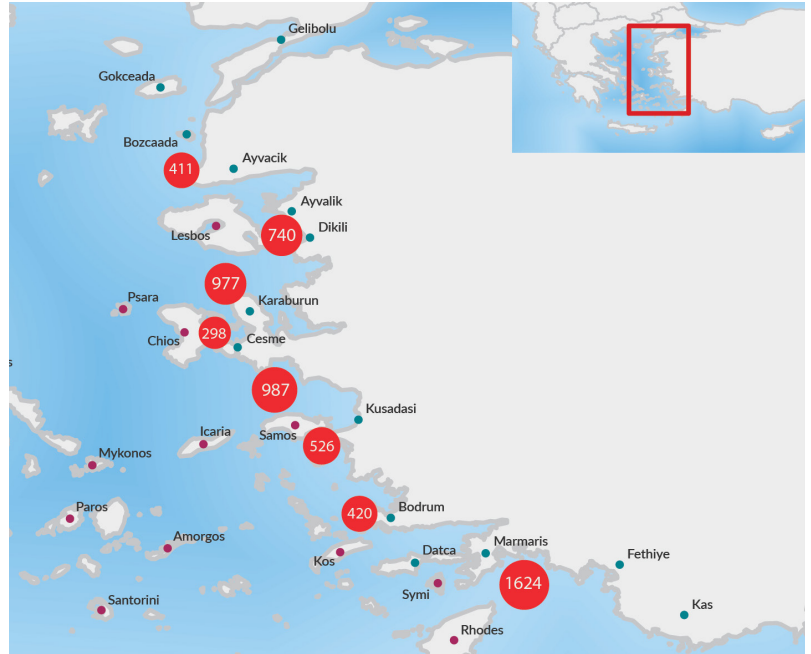 Gelibolu
Gokceada
Bozcaada
411
Ayvacik
Ayvalik
Lesbos
740
Dikili
977
Psara
Karaburun
Chios
298
Cesme
987
Kusadasi
Icaria
Samos
526
Mykonos
Paros
420
Bodrum
Amorgos
Marmaris
Kos
Datca
Fethiye
Symi
1624
Santorini
Kas
Rhodes